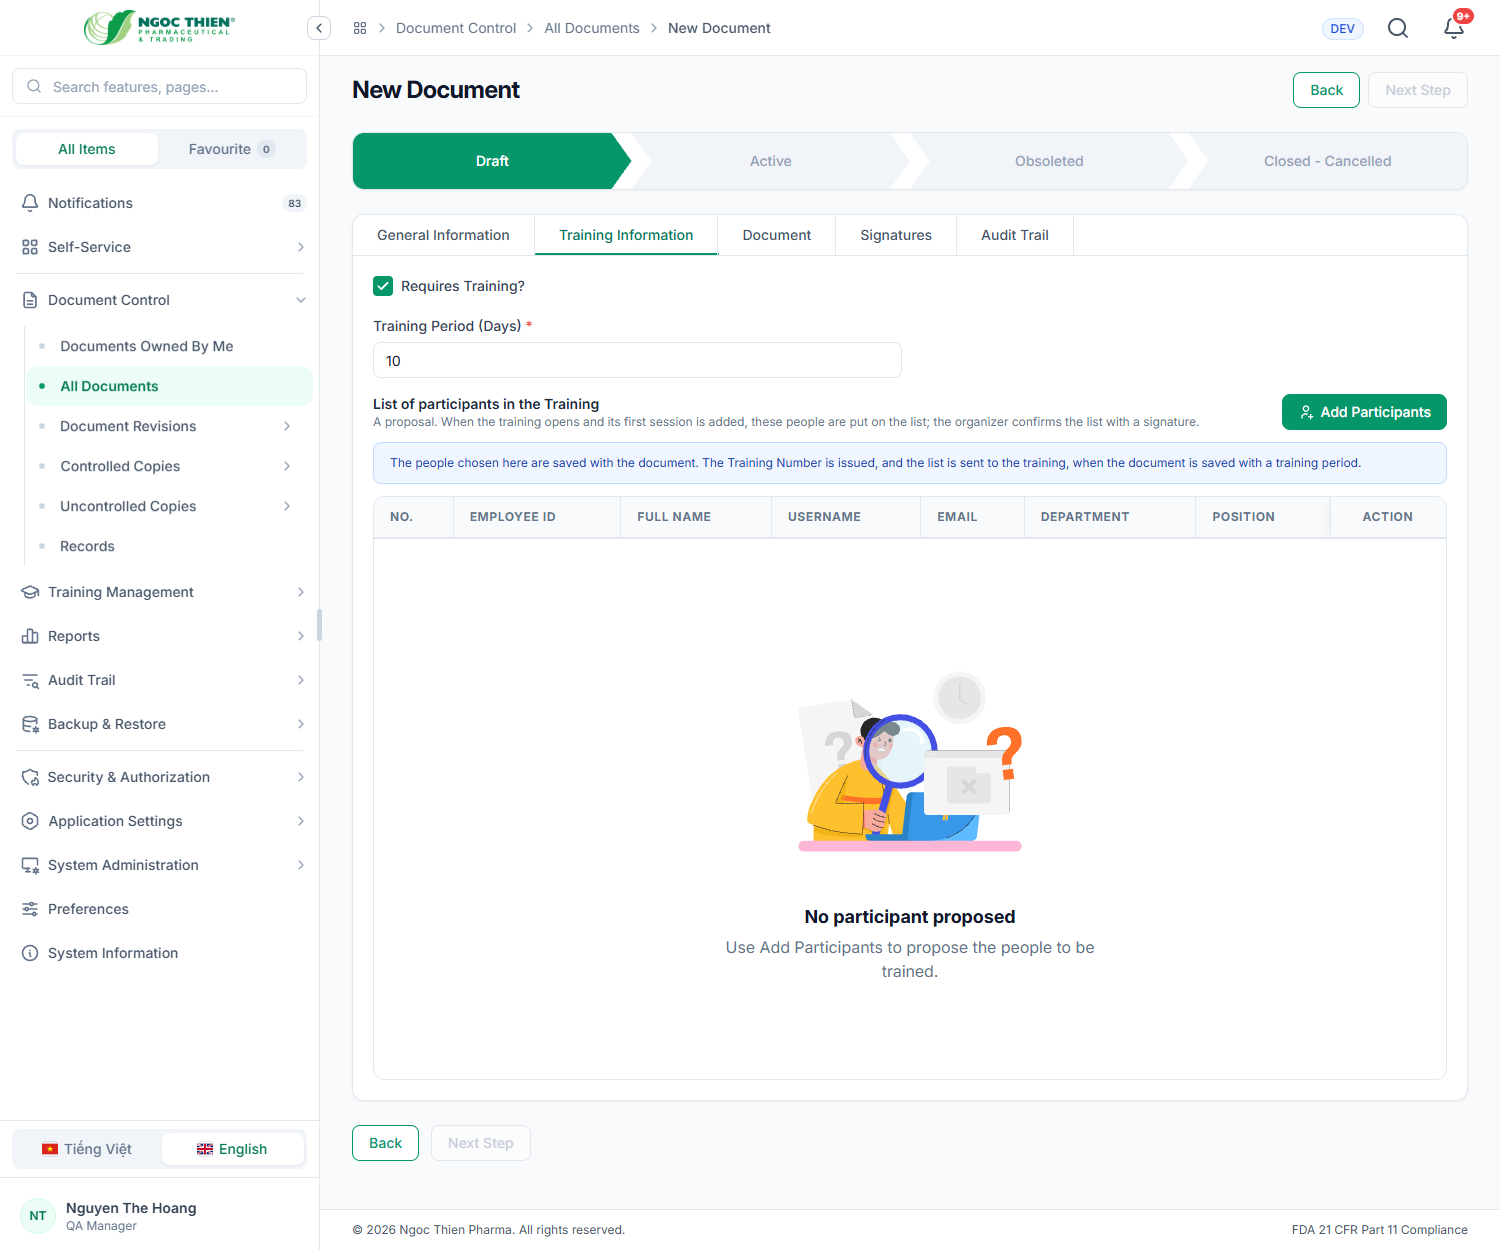 NGOC THIEN®
PHARMACEUTICAL
& TRADING
Document Control
All Documents
New Document
DEV
9+
Search features, pages...
New Document
Back
Next Step
All Items
Favourite 0
Draft
Active
Obsoleted
Closed - Cancelled
Notifications
83
Self-Service
Document Control
Documents Owned By Me
All Documents
Document Revisions
Controlled Copies
Uncontrolled Copies
Records
Training Management
Reports
Audit Trail
Backup & Restore
Security & Authorization
Application Settings
System Administration
Preferences
System Information
Tiếng Việt
English
NT
Nguyen The Hoang
QA Manager
General Information
Training Information
Document
Signatures
Audit Trail
Requires Training?
Training Period (Days) *
10
List of participants in the Training
A proposal. When the training opens and its first session is added, these people are put on the list; the organizer confirms the list with a signature.
Add Participants
The people chosen here are saved with the document. The Training Number is issued, and the list is sent to the training, when the document is saved with a training period.
NO.
EMPLOYEE ID
FULL NAME
USERNAME
EMAIL
DEPARTMENT
POSITION
ACTION
? ?
No participant proposed
Use Add Participants to propose the people to be
trained.
Back
Next Step
© 2026 Ngoc Thien Pharma. All rights reserved.
FDA 21 CFR Part 11 Compliance